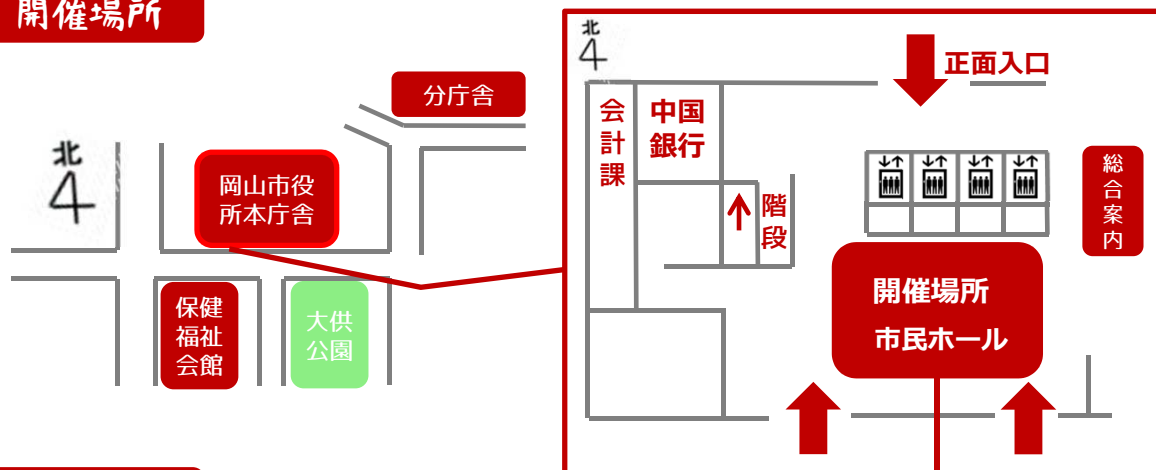 開催場所
北
分庁舎
岡山市役
所本庁舎
保健
福祉
会館
大供
公園
北
正面入口
会計課
中国
銀行
階段
総合案内
開催場所
市民ホール